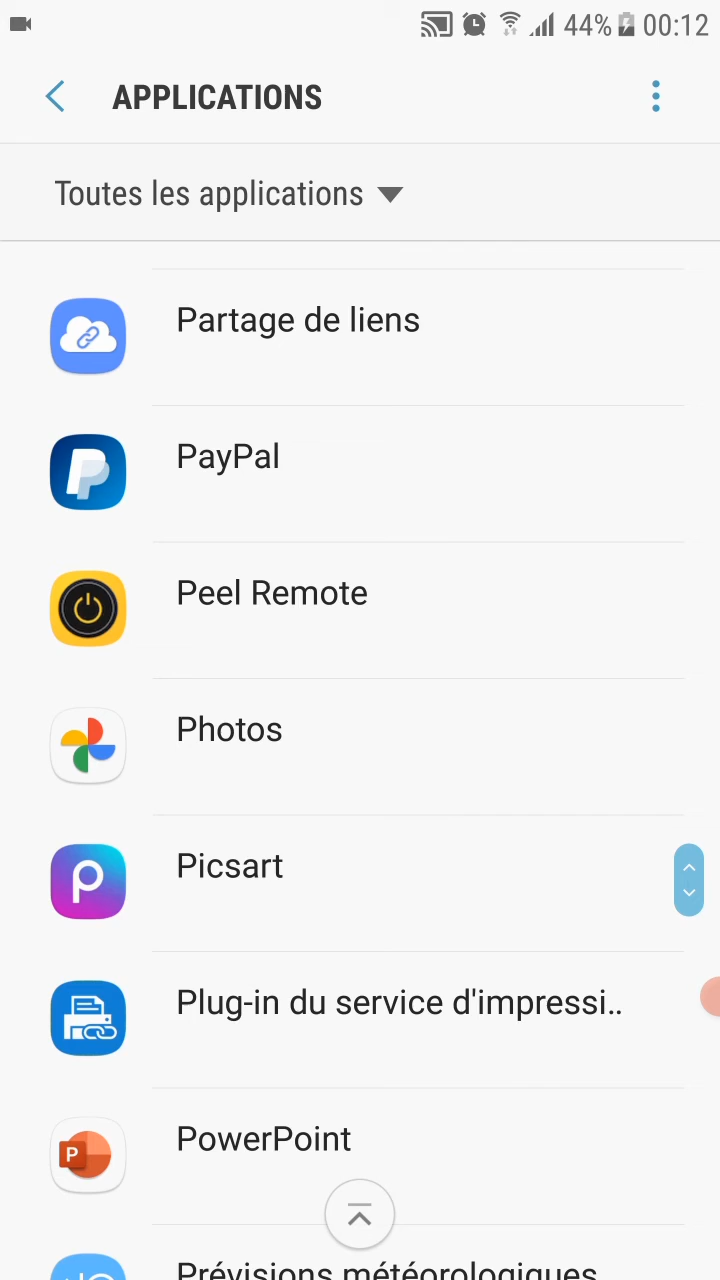 44% 00:12
APPLICATIONS
Toutes les applications
Partage de liens
PayPal
Peel Remote
Photos
Picsart
Plug-in du service d'impressi..
PowerPoint
Prévisions météorologiques